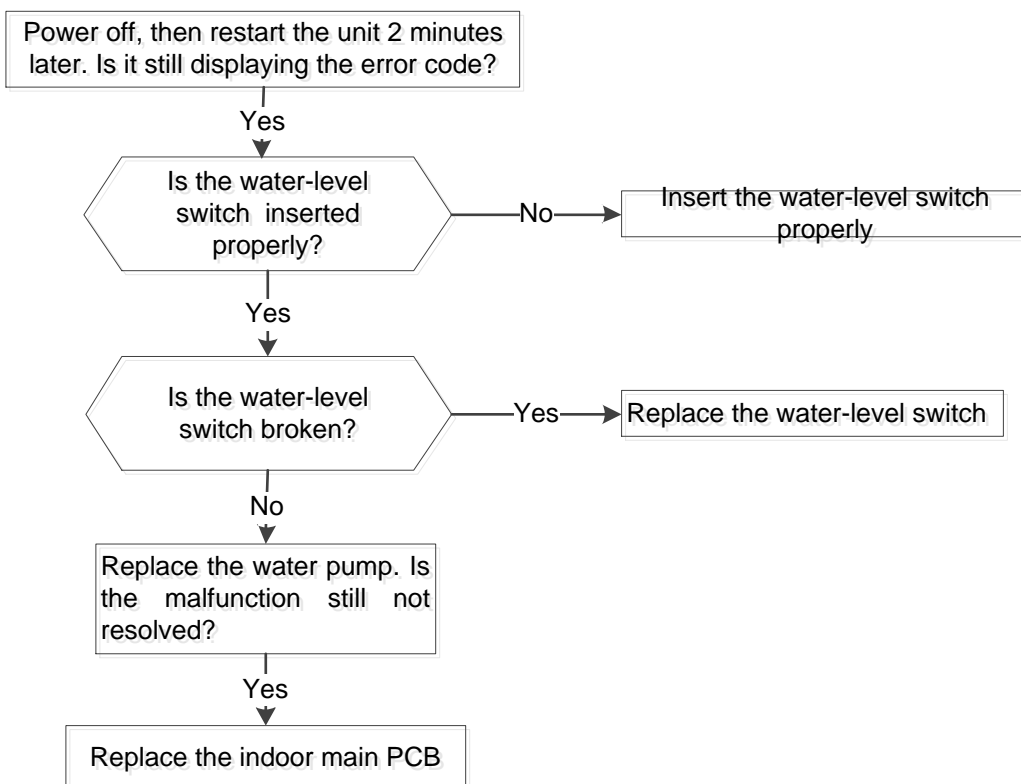 Power off, then restart the unit 2 minutes
later. Is it still displaying the error code?
Yes
Is the water-level
switch inserted
properly?
No
Insert the water-level switch
properly
Yes
Is the water-level
switch broken?
Yes
Replace the water-level switch
No
Replace the water pump. Is
the malfunction still not
resolved?
Yes
Replace the indoor main PCB